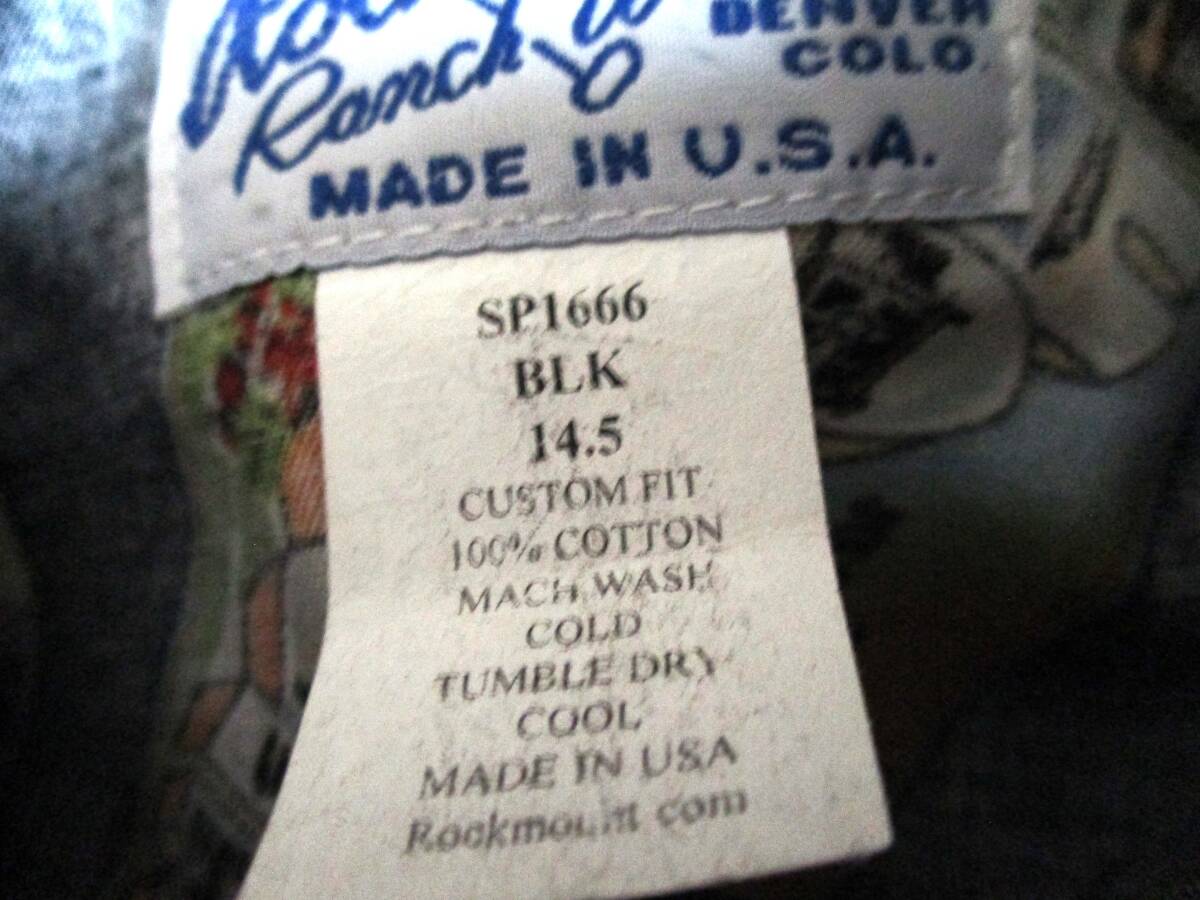 DENVER
Ranch COLO.
MADE IN U.S.A.
SP1666
BLK
14.5
CUSTOM FIT
100% COTTON
MACH WASH
COLD
TUMBLE DRY
COOL
MADE IN USA
Rockmount com